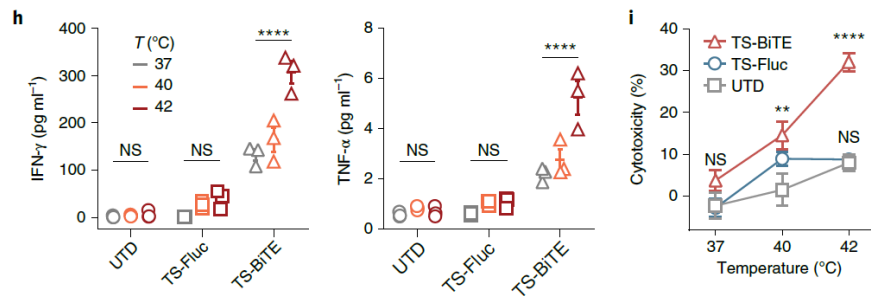 h
T (°C)
37
40
42
IFN-γ (pg ml⁻¹)
400
300
200
100
0
NS
NS
****
UTD
TS-Fluc
TS-BiTE
TNF-α (pg ml⁻¹)
8
6
4
2
0
NS
NS
****
UTD
TS-Fluc
TS-BiTE
i
TS-BiTE
TS-Fluc
UTD
Cytotoxicity (%)
40
30
20
10
0
NS
**
****
NS
37
40
42
Temperature (°C)